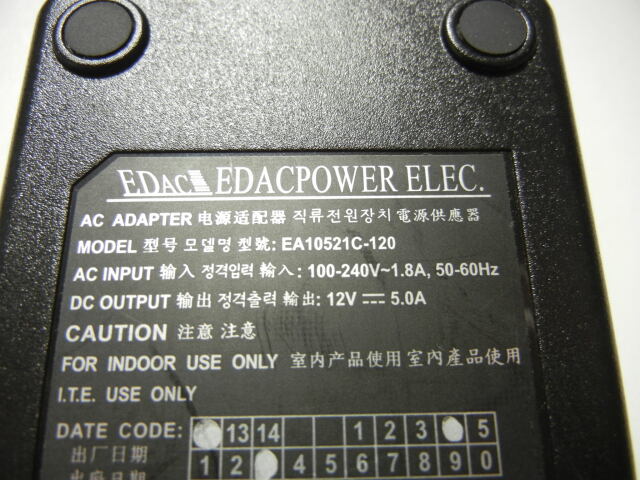 EDAC EDACPOWER ELEC.
AC ADAPTER 电源适配器 직류전원장치 電源供應器
MODEL 型号 모델명 型號: EA10521C-120
AC INPUT 输入 정격입력 輸入: 100-240V~1.8A, 50-60Hz
DC OUTPUT 输出 정격출력 輸出: 12V ⎓ 5.0A
CAUTION 注意 注意
FOR INDOOR USE ONLY 室内产品使用 室內產品使用
I.T.E. USE ONLY
DATE CODE: 13 14 1 2 3 5
出厂日期 1 2 4 5 6 7 8 9 0